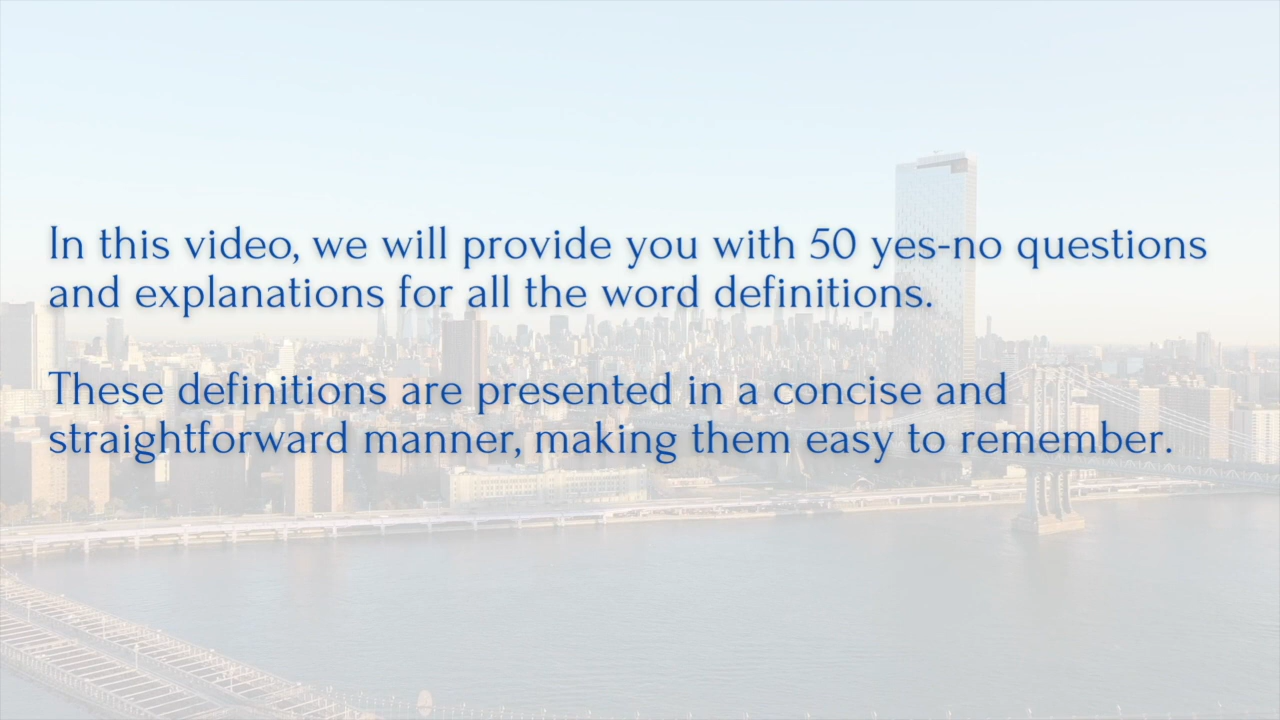 In this video, we will provide you with 50 yes-no questions
and explanations for all the word definitions.
These definitions are presented in a concise and
straightforward manner, making them easy to remember.